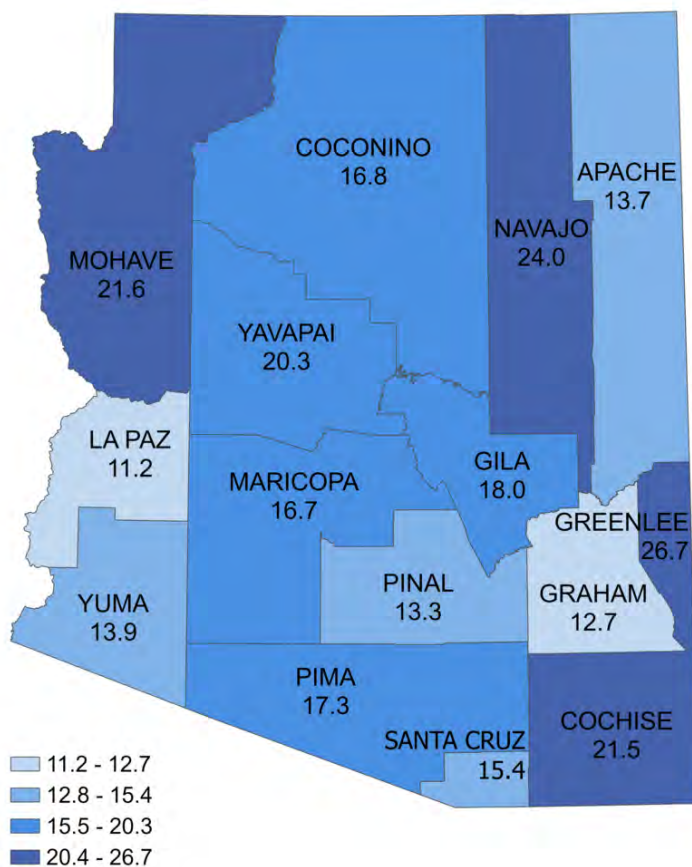 COCONINO
16.8
APACHE
13.7
NAVAJO
24.0
MOHAVE
21.6
YAVAPAI
20.3
LA PAZ
11.2
MARICOPA
16.7
GILA
18.0
GREENLEE
26.7
YUMA
13.9
PINAL
13.3
GRAHAM
12.7
PIMA
17.3
SANTA CRUZ
15.4
COCHISE
21.5
11.2 - 12.7
12.8 - 15.4
15.5 - 20.3
20.4 - 26.7